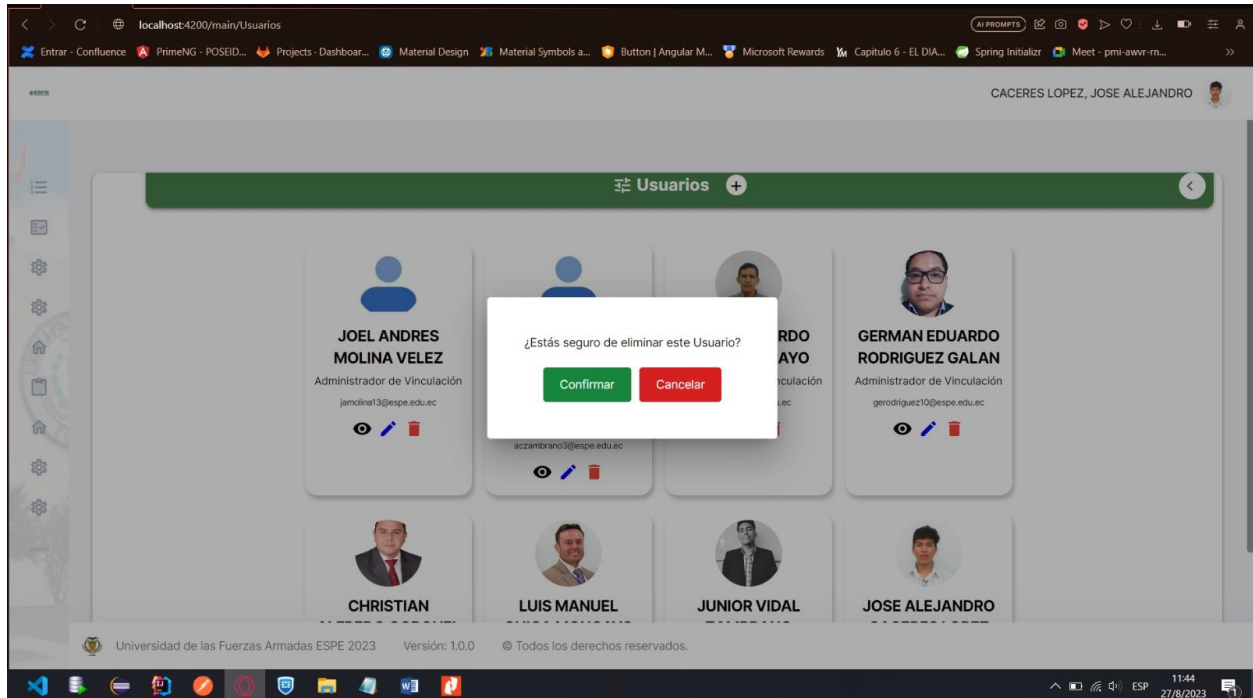 localhost:4200/main/Usuarios
AI PROMPTS
Entrar - Confluence
PrimeNG - POSEID...
Projects · Dashboar...
Material Design
Material Symbols a...
Button | Angular M...
Microsoft Rewards
Capitulo 6 - EL DIA...
Spring Initializr
Meet - pmi-awvr-rn...
CACERES LOPEZ, JOSE ALEJANDRO
Usuarios
JOEL ANDRES
MOLINA VELEZ
Administrador de Vinculación
jamolina13@espe.edu.ec
aczambrano3@espe.edu.ec
RDO
AYO
GERMAN EDUARDO
RODRIGUEZ GALAN
Administrador de Vinculación
gerodriguez10@espe.edu.ec
¿Estás seguro de eliminar este Usuario?
Confirmar
Cancelar
CHRISTIAN
LUIS MANUEL
JUNIOR VIDAL
JOSE ALEJANDRO
Universidad de las Fuerzas Armadas ESPE 2023
Versión: 1.0.0
© Todos los derechos reservados.
ESP
11:44
27/8/2023